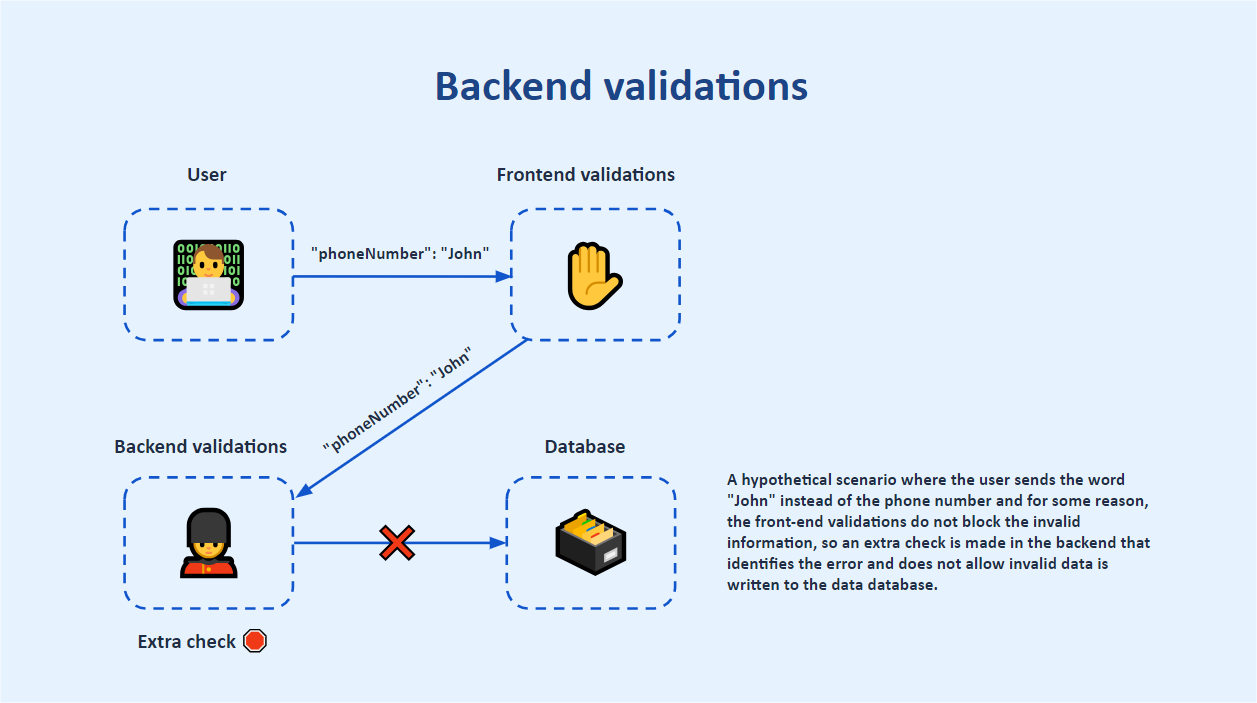 Backend validations
User
Frontend validations
"phoneNumber": "John"
"phoneNumber": "John"
Backend validations
Database
A hypothetical scenario where the user sends the word
"John" instead of the phone number and for some reason,
the front-end validations do not block the invalid
information, so an extra check is made in the backend that
identifies the error and does not allow invalid data is
written to the data database.
Extra check